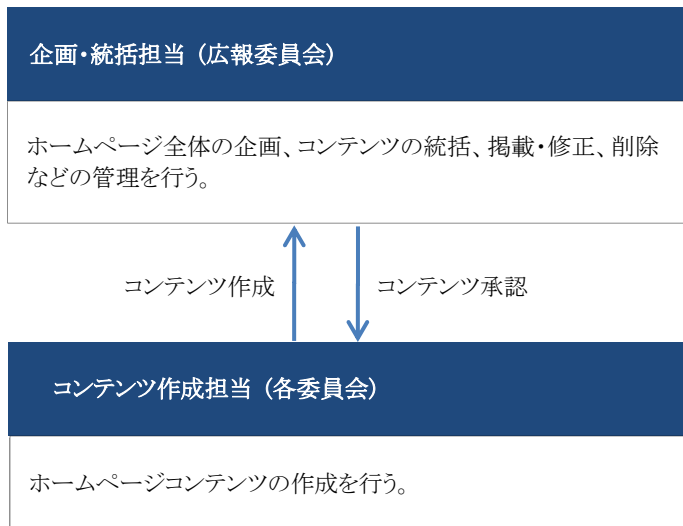 企画・統括担当（広報委員会）
ホームページ全体の企画、コンテンツの統括、掲載・修正、削除
などの管理を行う。
コンテンツ作成
コンテンツ承認
コンテンツ作成担当（各委員会）
ホームページコンテンツの作成を行う。